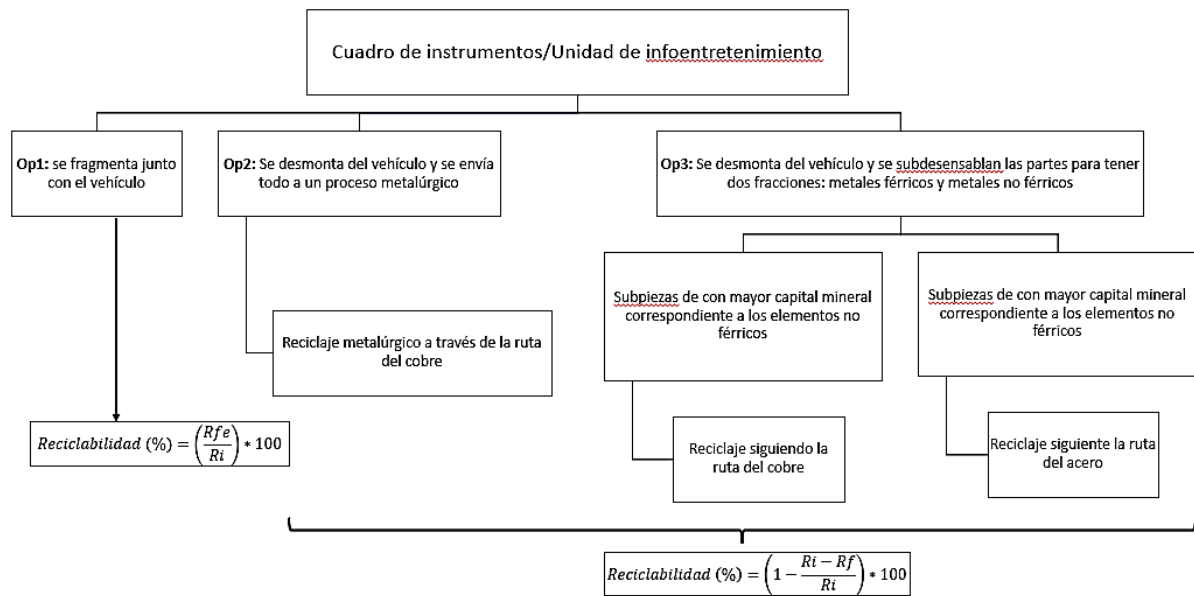 Cuadro de instrumentos/Unidad de infoentretenimiento
Op1: se fragmenta junto
con el vehículo
Op2: Se desmonta del vehículo y se envía
todo a un proceso metalúrgico
Op3: Se desmonta del vehículo y se subdesensablan las partes para tener
dos fracciones: metales férricos y metales no férricos
Subpiezas de con mayor capital mineral
correspondiente a los elementos no
férricos
Subpiezas de con mayor capital mineral
correspondiente a los elementos no
férricos
Reciclaje metalúrgico a través de la ruta
del cobre
Reciclabilidad (%) = (Rfe/Ri) * 100
Reciclaje siguiendo la
ruta del cobre
Reciclaje siguiente la ruta
del acero
Reciclabilidad (%) = (1 − (Ri − Rf)/Ri) * 100